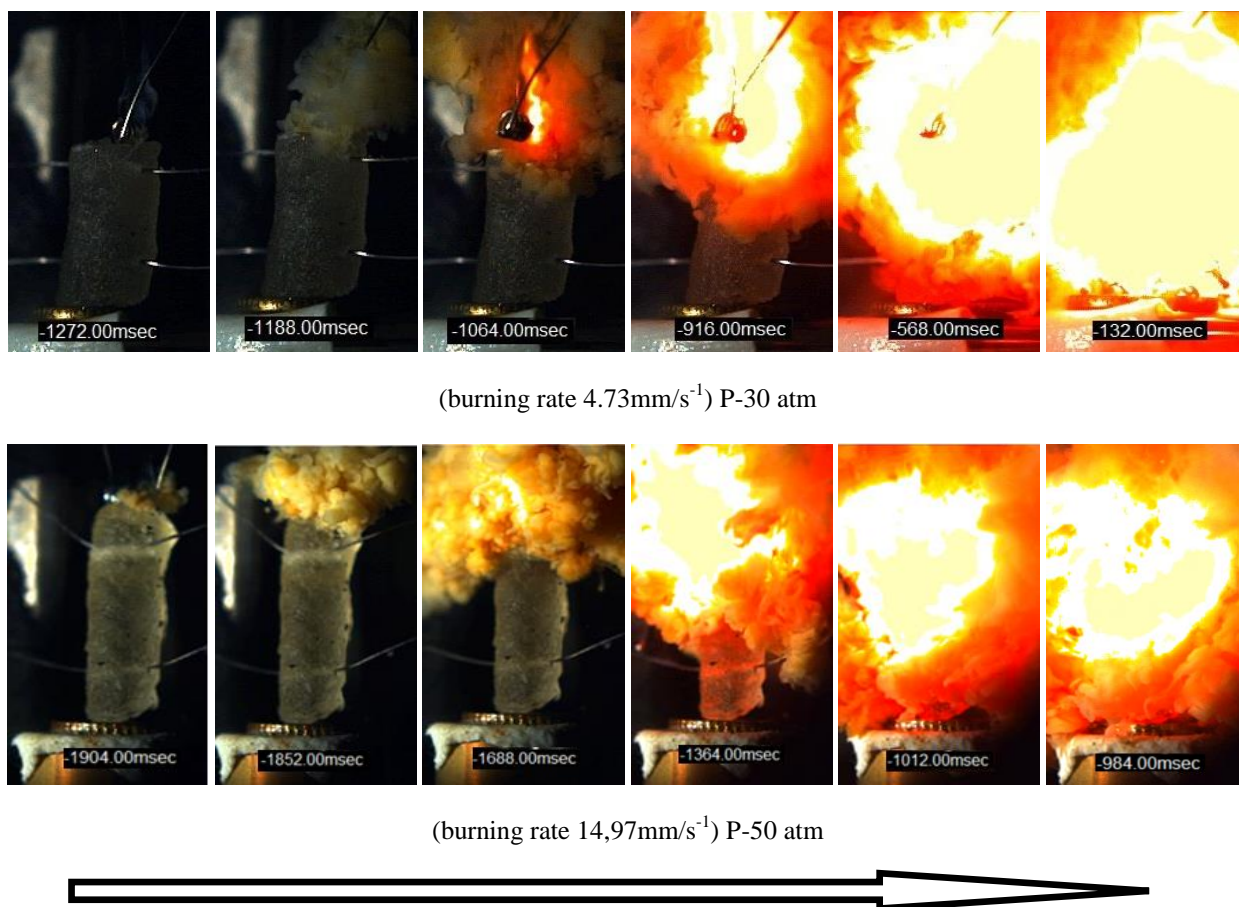 -1272.00msec
-1188.00msec
-1064.00msec
-916.00msec
-568.00msec
-132.00msec
(burning rate 4.73mm/s⁻¹) P-30 atm
-1904.00msec
-1852.00msec
-1688.00msec
-1364.00msec
-1012.00msec
-984.00msec
(burning rate 14,97mm/s⁻¹) P-50 atm